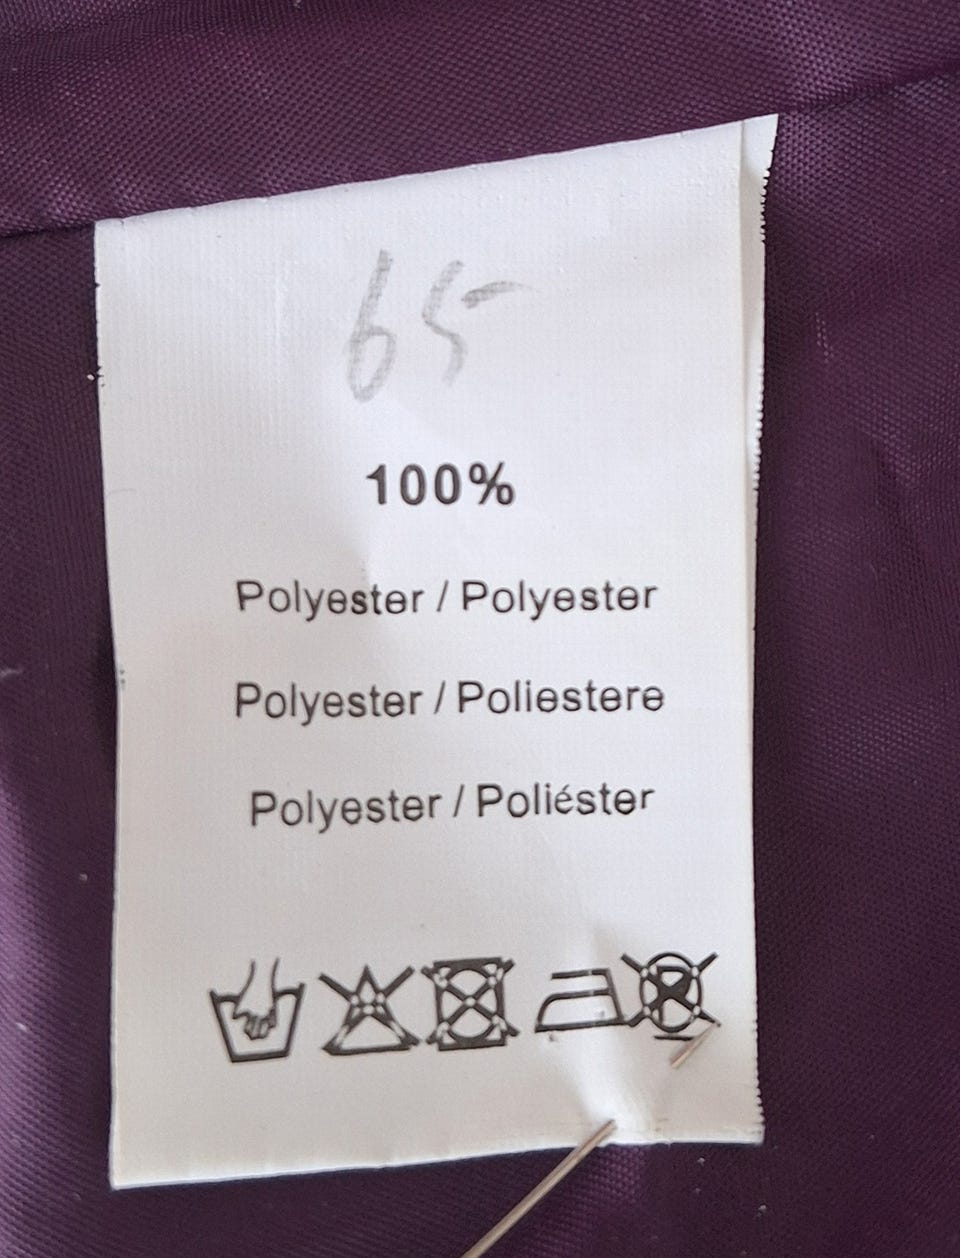 65
100%
Polyester / Polyester
Polyester / Poliestere
Polyester / Poliéster